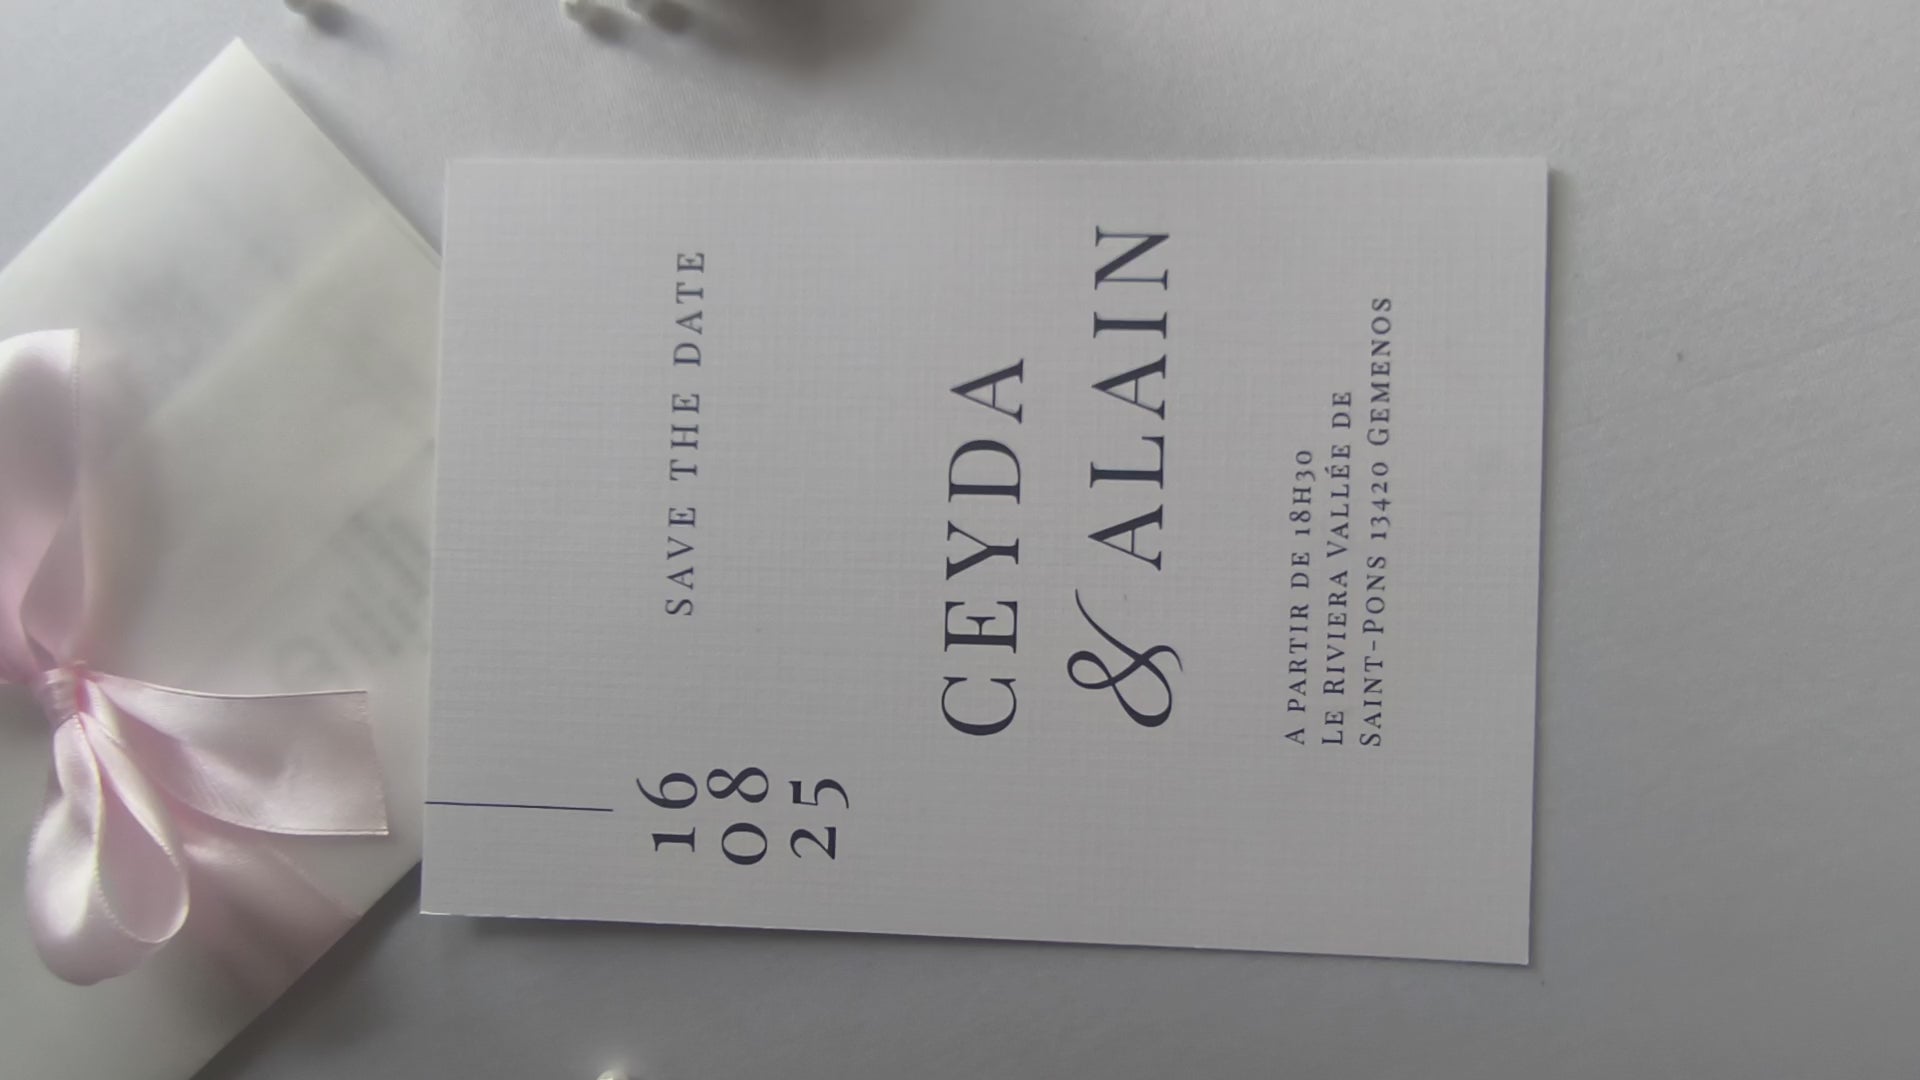 SAVE THE DATE
16
08
25
CEYDA
& ALAIN
A PARTIR DE 18H30
LE RIVIERA VALLÉE DE
SAINT-PONS 13420 GEMENOS